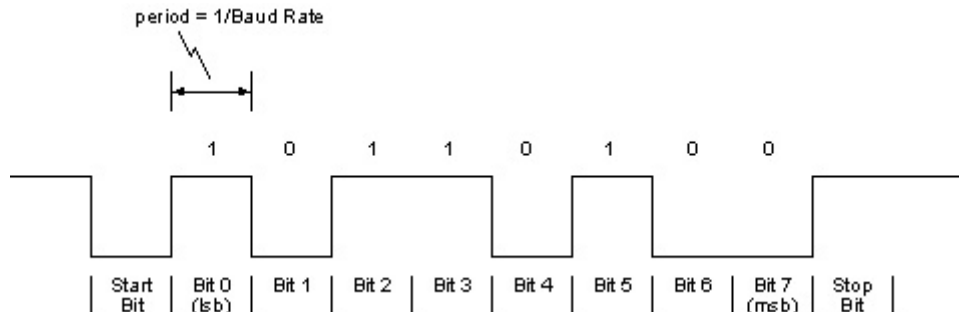 period = 1/Baud Rate
1 0 1 1 0 1 0 0
Start Bit 0 Bit 1 Bit 2 Bit 3 Bit 4 Bit 5 Bit 6 Bit 7 Stop
Bit (lsb) (msb) Bit